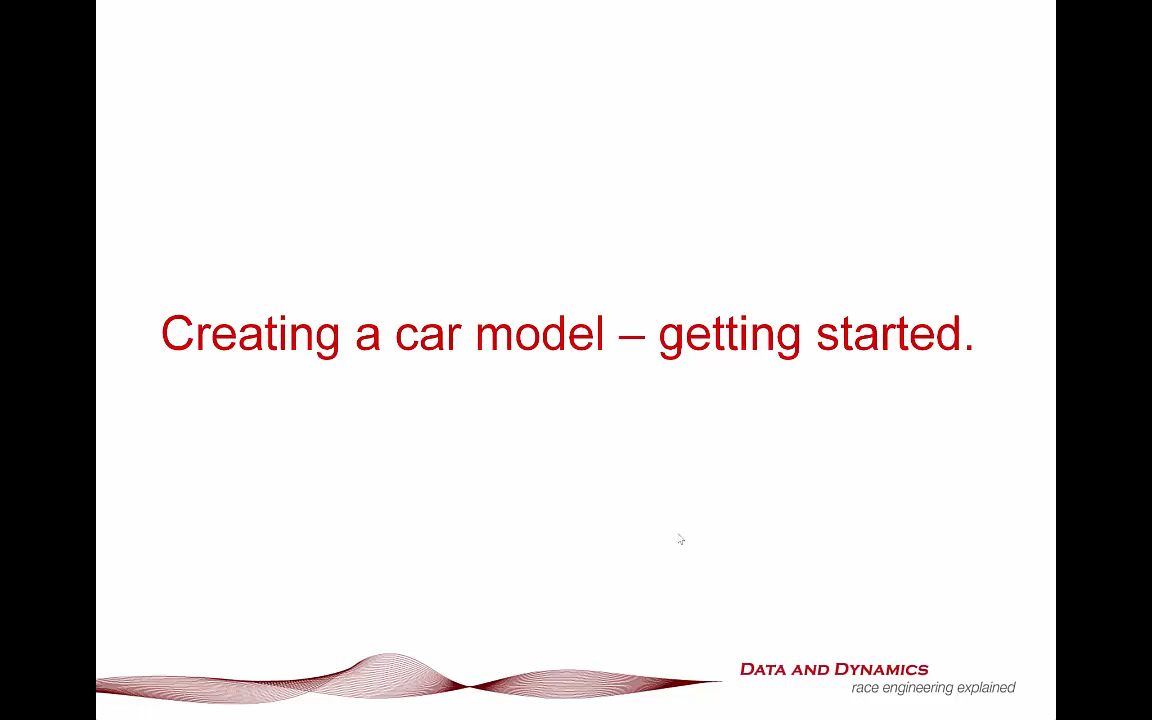 Creating a car model – getting started.
DATA AND DYNAMICS
race engineering explained